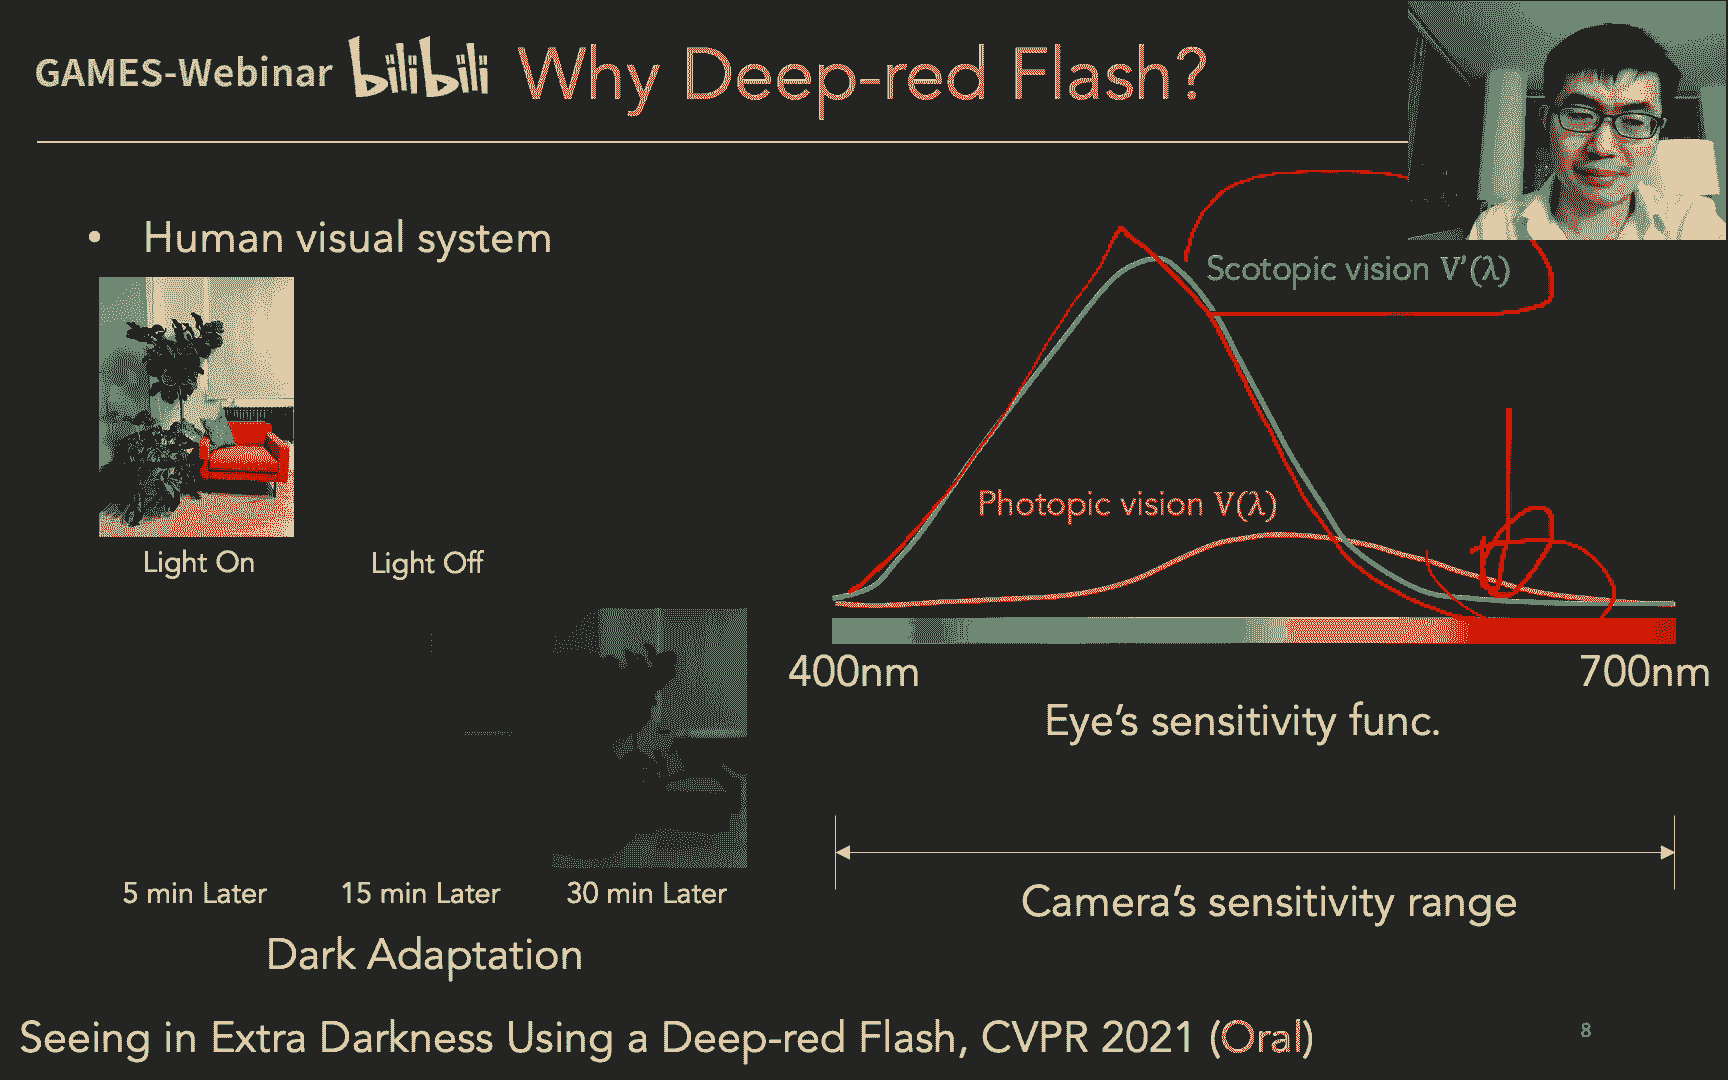 GAMES-Webinar bilibili Why Deep-red Flash?
• Human visual system
Light On
Light Off
5 min Later
15 min Later
30 min Later
Dark Adaptation
Scotopic vision V'(λ)
Photopic vision V(λ)
400nm
700nm
Eye's sensitivity func.
Camera's sensitivity range
Seeing in Extra Darkness Using a Deep-red Flash, CVPR 2021 (Oral)
8